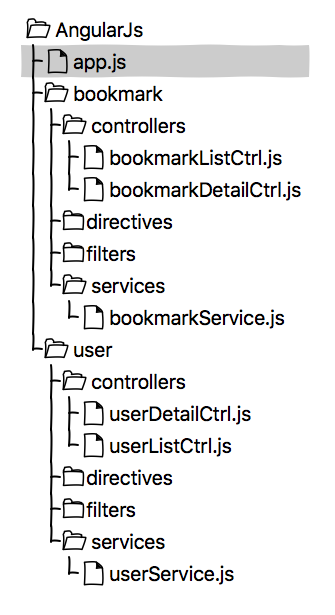 AngularJs
app.js
bookmark
controllers
bookmarkListCtrl.js
bookmarkDetailCtrl.js
directives
filters
services
bookmarkService.js
user
controllers
userDetailCtrl.js
userListCtrl.js
directives
filters
services
userService.js